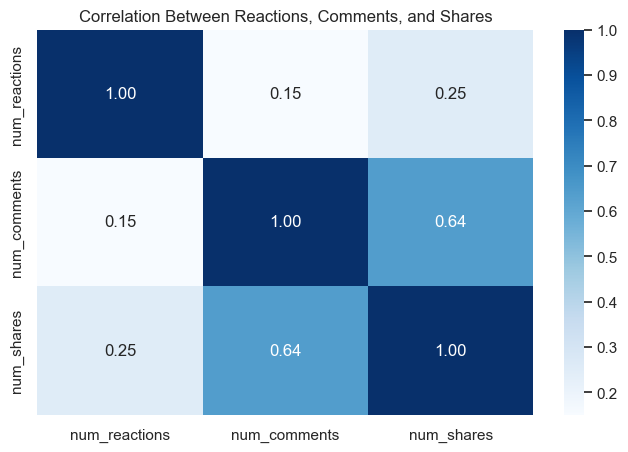 Correlation Between Reactions, Comments, and Shares
num_reactions
1.00
0.15
0.25
num_comments
0.15
1.00
0.64
num_shares
0.25
0.64
1.00
num_reactions
num_comments
num_shares
1.0
0.9
0.8
0.7
0.6
0.5
0.4
0.3
0.2